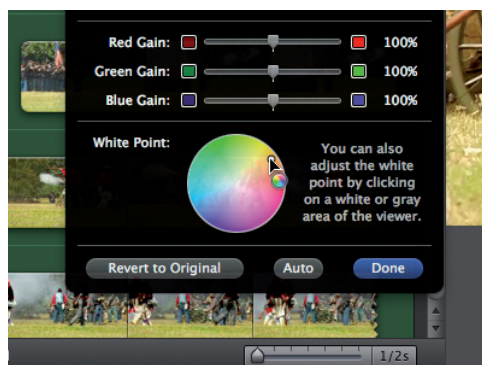 Red Gain: 100%
Green Gain: 100%
Blue Gain: 100%
White Point:
You can also
adjust the white
point by clicking
on a white or gray
area of the viewer.
Revert to Original Auto Done
1/2s